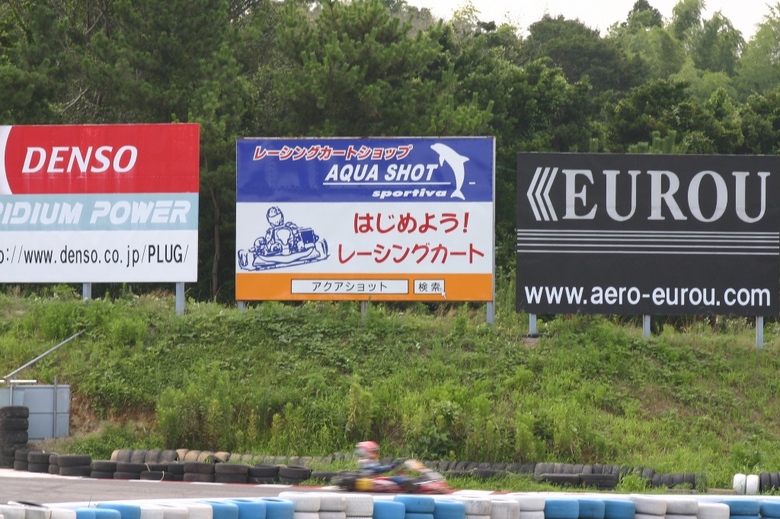 DENSO
RIDIUM POWER
p://www.denso.co.jp/PLUG/
レーシングカートショップ
AQUA SHOT
sportiva
はじめよう!
レーシングカート
アクアショット 検索
EUROU
www.aero-eurou.com